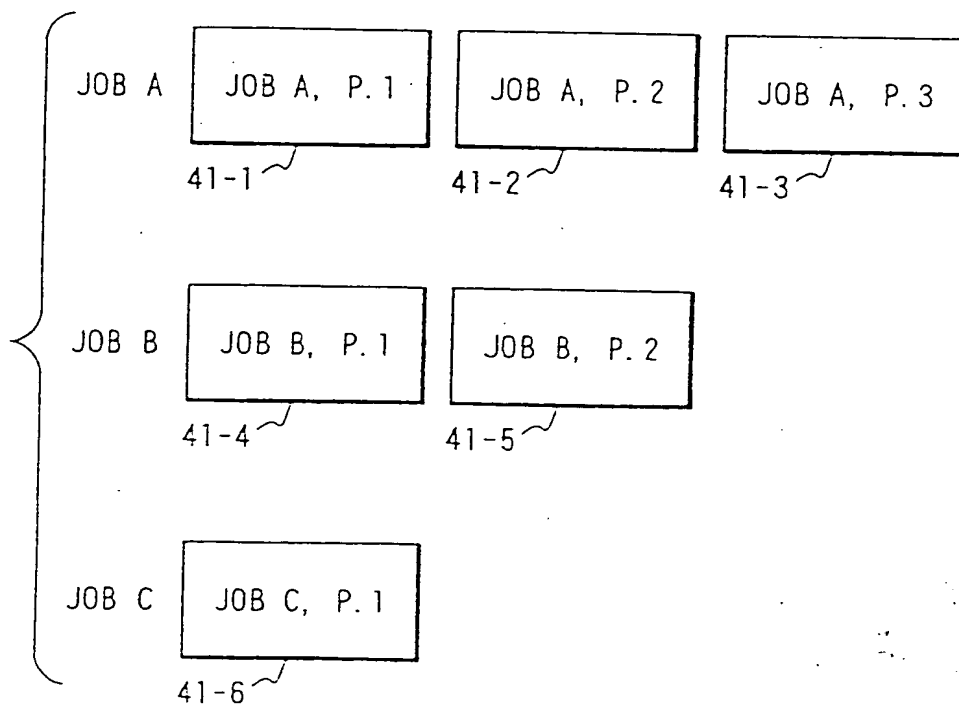 JOB A JOB A, P. 1 JOB A, P. 2 JOB A, P. 3
41-1 41-2 41-3
JOB B JOB B, P. 1 JOB B, P. 2
41-4 41-5
JOB C JOB C, P. 1
41-6